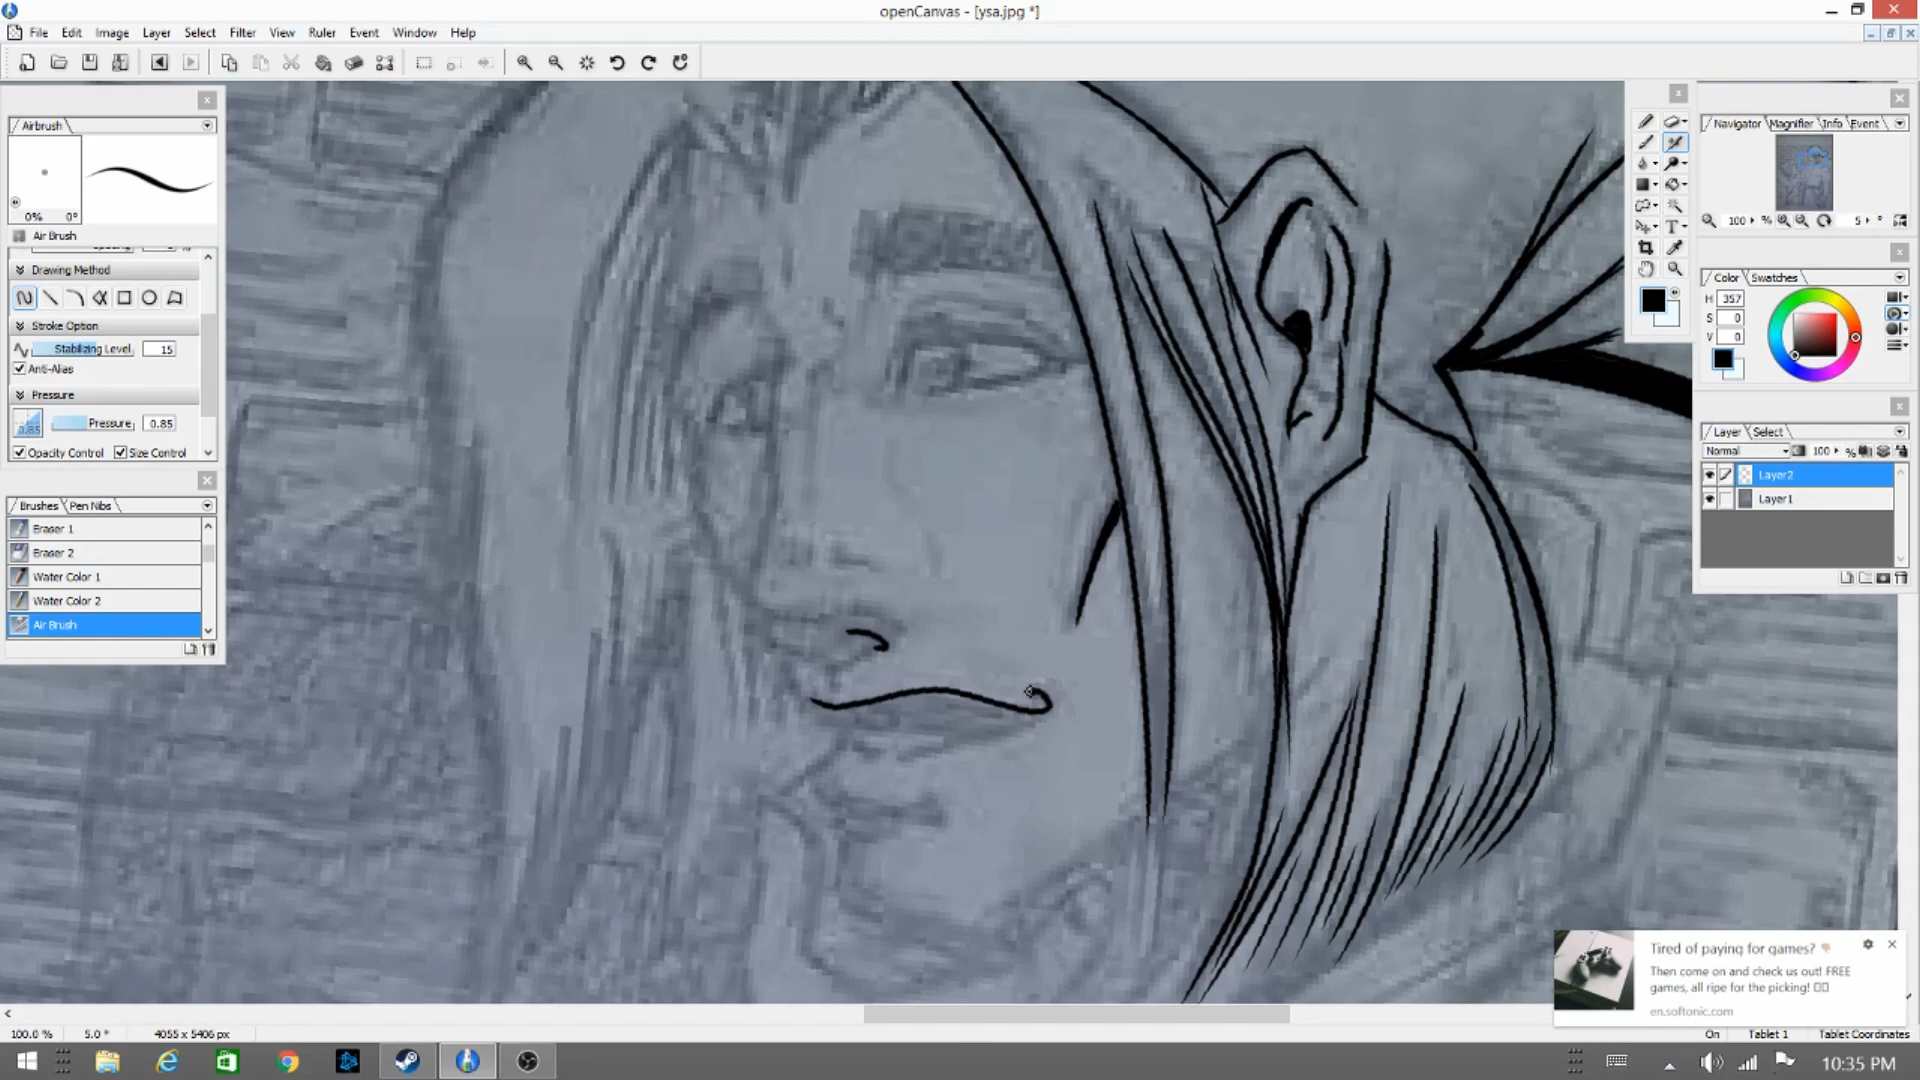 openCanvas - [ysa.jpg *]
File Edit Image Layer Select Filter View Ruler Event Window Help
Airbrush
0% 0°
Air Brush
Drawing Method
Stroke Option
Stabilizing Level 15
Anti-Alias
Pressure
0.85 Pressure 0.85
Opacity Control Size Control
Brushes Pen Nibs
Eraser 1
Eraser 2
Water Color 1
Water Color 2
Air Brush
Navigator Magnifier Info Event
100 % 5 °
Color Swatches
H 357
S 0
V 0
Layer Select
Normal 100 %
Layer2
Layer1
Tired of paying for games?
Then come on and check us out! FREE
games, all ripe for the picking!
en.softonic.com
100.0 % 5.0 ° 4055 x 5406 px On Tablet 1 Tablet Coordinates
10:35 PM